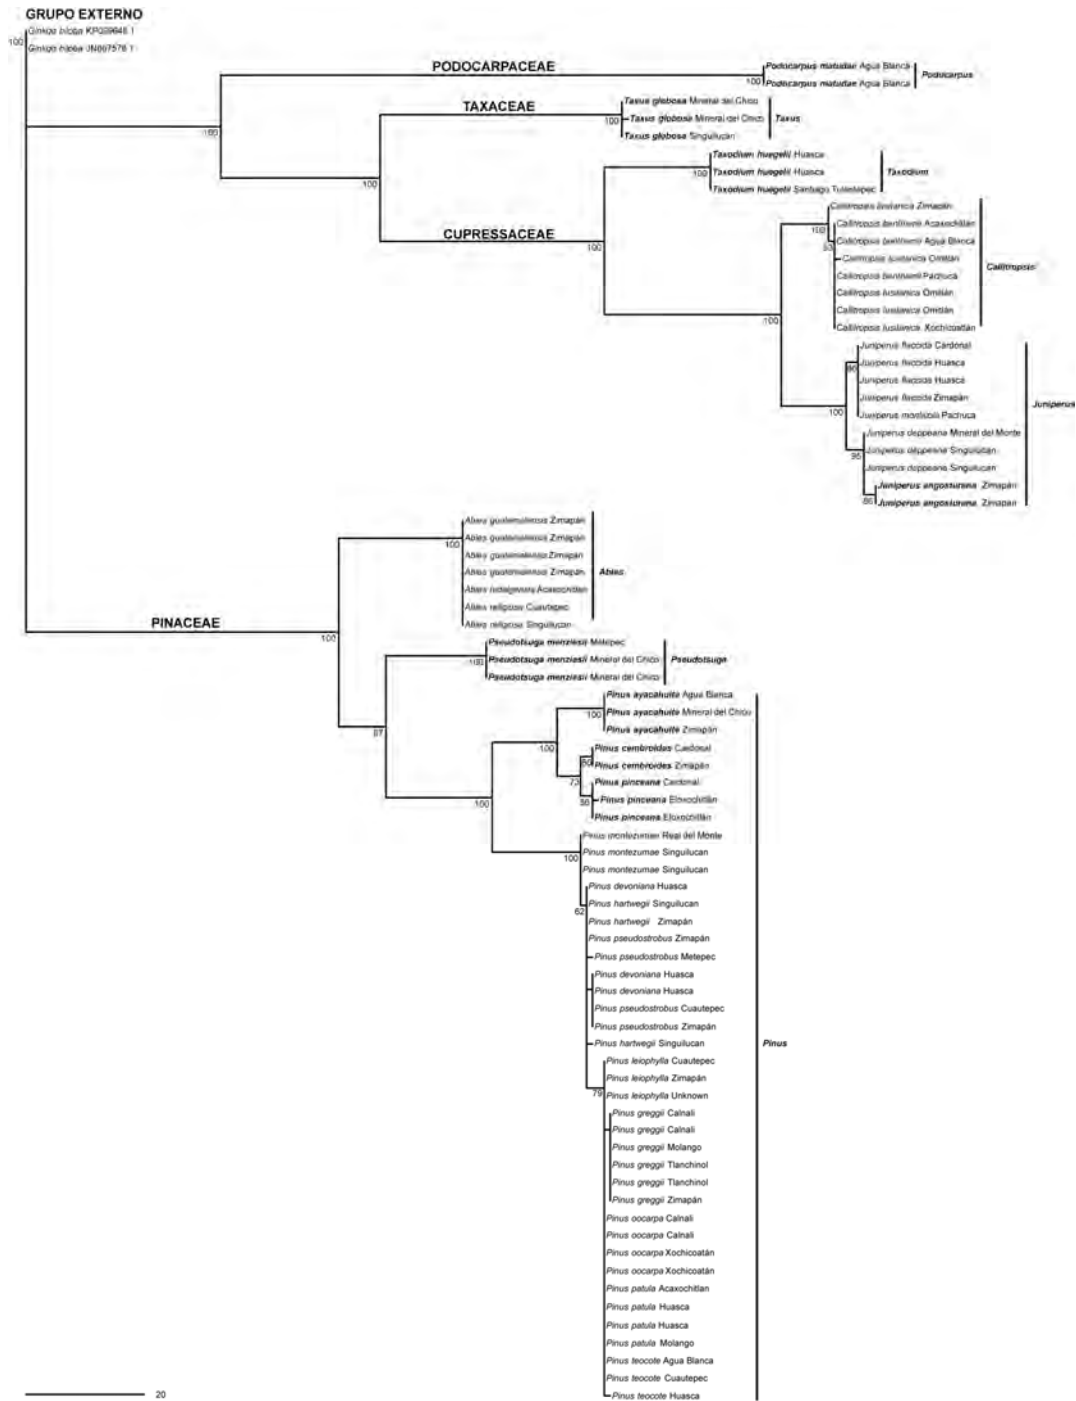 GRUPO EXTERNO
Ginkgo biloba
100
Ginkgo biloba
PODOCARPACEAE
Podocarpus matudae Agua Blanca
100
Podocarpus matudae Agua Blanca
Podocarpus
TAXACEAE
Taxus globosa Mineral del Chico
100
Taxus globosa Mineral del Chico
Taxus
Taxus globosa Singuilucan
100
Taxodium huegelii Huasca
100
Taxodium huegelii Huasca
Taxodium
100
Taxodium huegelii Santiago Tulantepec
CUPRESSACEAE
100
Callitropsis lusitanica Zimapán
100
Callitropsis benthamii Acaxochitlán
Callitropsis benthamii Agua Blanca
Callitropsis lusitanica Omitlán
Callitropsis
Callitropsis benthamii Pachuca
Callitropsis lusitanica Omitlán
Callitropsis lusitanica Omitlán
100
Callitropsis lusitanica Xochicoatlán
Juniperus flaccida Cardonal
Juniperus flaccida Huasca
Juniperus flaccida Huasca
Juniperus flaccida Zimapán
Juniperus
100
Juniperus monticola Pachuca
Juniperus deppeana Mineral del Monte
Juniperus deppeana Singuilucan
Juniperus deppeana Singuilucan
Juniperus angosturana Zimapán
Juniperus angosturana Zimapán
Abies guatemalensis Zimapán
100
Abies guatemalensis Zimapán
Abies guatemalensis Zimapán
Abies guatemalensis Zimapán
Abies
Abies hidalgensis Acaxochitlán
Abies religiosa Cuautepec
Abies religiosa Singuilucan
PINACEAE
100
Pseudotsuga menziesii Metepec
100
Pseudotsuga menziesii Mineral del Chico
Pseudotsuga
Pseudotsuga menziesii Mineral del Chico
Pinus ayacahuite Agua Blanca
100
Pinus ayacahuite Mineral del Chico
Pinus ayacahuite Zimapán
87
100
Pinus cembroides Cardonal
Pinus cembroides Zimapán
73
Pinus pinceana Cardonal
Pinus pinceana Eloxochitlán
100
Pinus pinceana Eloxochitlán
Pinus montezumae Real del Monte
100
Pinus montezumae Singuilucan
Pinus montezumae Singuilucan
Pinus devoniana Huasca
62
Pinus hartwegii Singuilucan
Pinus hartwegii Zimapán
Pinus pseudostrobus Zimapán
Pinus pseudostrobus Metepec
Pinus devoniana Huasca
Pinus devoniana Huasca
Pinus pseudostrobus Cuautepec
Pinus pseudostrobus Zimapán
Pinus hartwegii Singuilucan
Pinus
Pinus leiophylla Cuautepec
Pinus leiophylla Zimapán
79
Pinus leiophylla Unknown
Pinus greggii Calnali
Pinus greggii Calnali
Pinus greggii Molango
Pinus greggii Tlanchinol
Pinus greggii Tlanchinol
Pinus greggii Zimapán
Pinus oocarpa Calnali
Pinus oocarpa Calnali
Pinus oocarpa Xochicoatán
Pinus oocarpa Xochicoatán
Pinus patula Acaxochitlan
Pinus patula Huasca
Pinus patula Huasca
Pinus patula Molango
Pinus teocote Agua Blanca
Pinus teocote Cuautepec
Pinus teocote Huasca
20